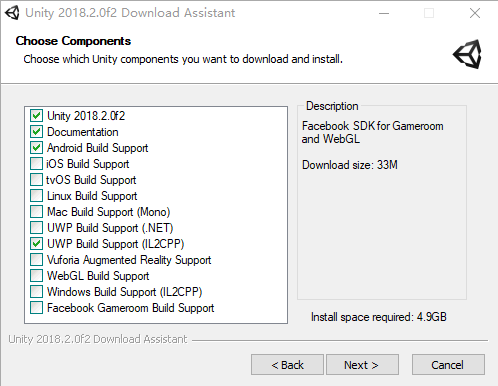 Unity 2018.2.0f2 Download Assistant
Choose Components
Choose which Unity components you want to download and install.
Unity 2018.2.0f2
Documentation
Android Build Support
iOS Build Support
tvOS Build Support
Linux Build Support
Mac Build Support (Mono)
UWP Build Support (.NET)
UWP Build Support (IL2CPP)
Vuforia Augmented Reality Support
WebGL Build Support
Windows Build Support (IL2CPP)
Facebook Gameroom Build Support
Description
Facebook SDK for Gameroom
and WebGL
Download size: 33M
Install space required: 4.9GB
Unity 2018.2.0f2 Download Assistant
< Back
Next >
Cancel